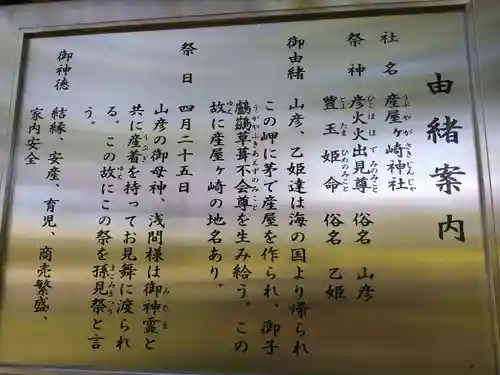 由緒案内
社名　産屋ヶ崎神社
祭神　彦火火出見尊　俗名　山彦
豊玉姫命　俗名　乙姫
御由緒　山彦、乙姫達は海の国より帰られ
この岬に茅で産屋を作られ、御子
鸕鷀草葺不会尊を生み給う。この
故に産屋ヶ崎の地名あり。
祭日　四月二十五日
山彦の御母神、浅間様は御神霊と
共に産着を持ってお見舞に渡られ
る。この故にこの祭を孫見祭と言
う。
御神徳　結縁、安産、育児、商売繁盛、
家内安全